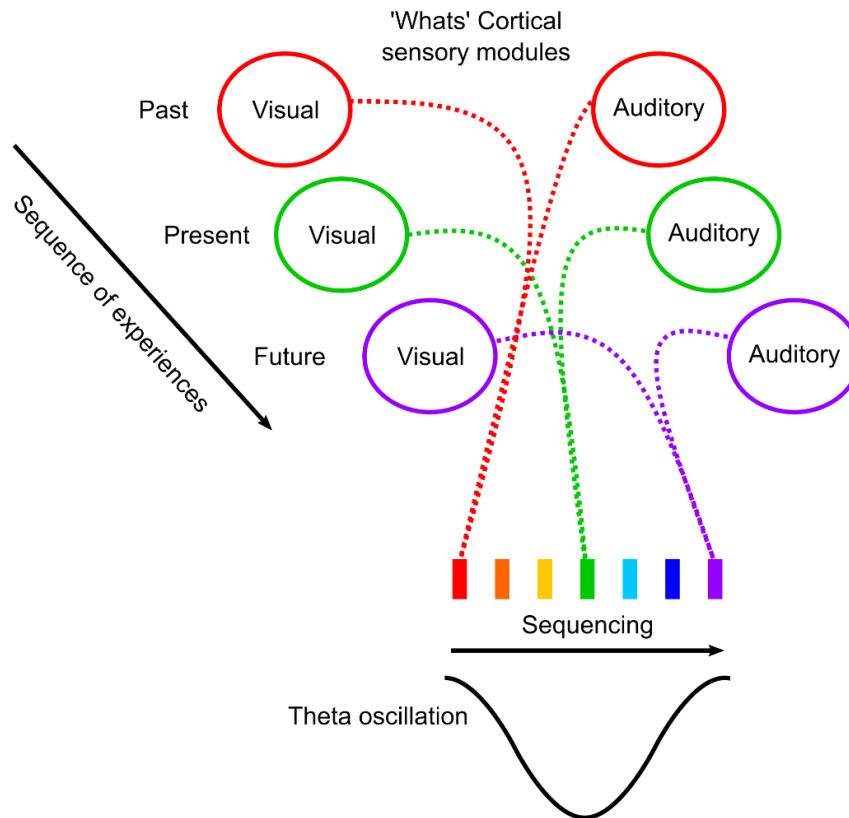 'Whats' Cortical
sensory modules
Past
Visual
Auditory
Present
Visual
Auditory
Future
Visual
Auditory
Sequence of experiences
Sequencing
Theta oscillation